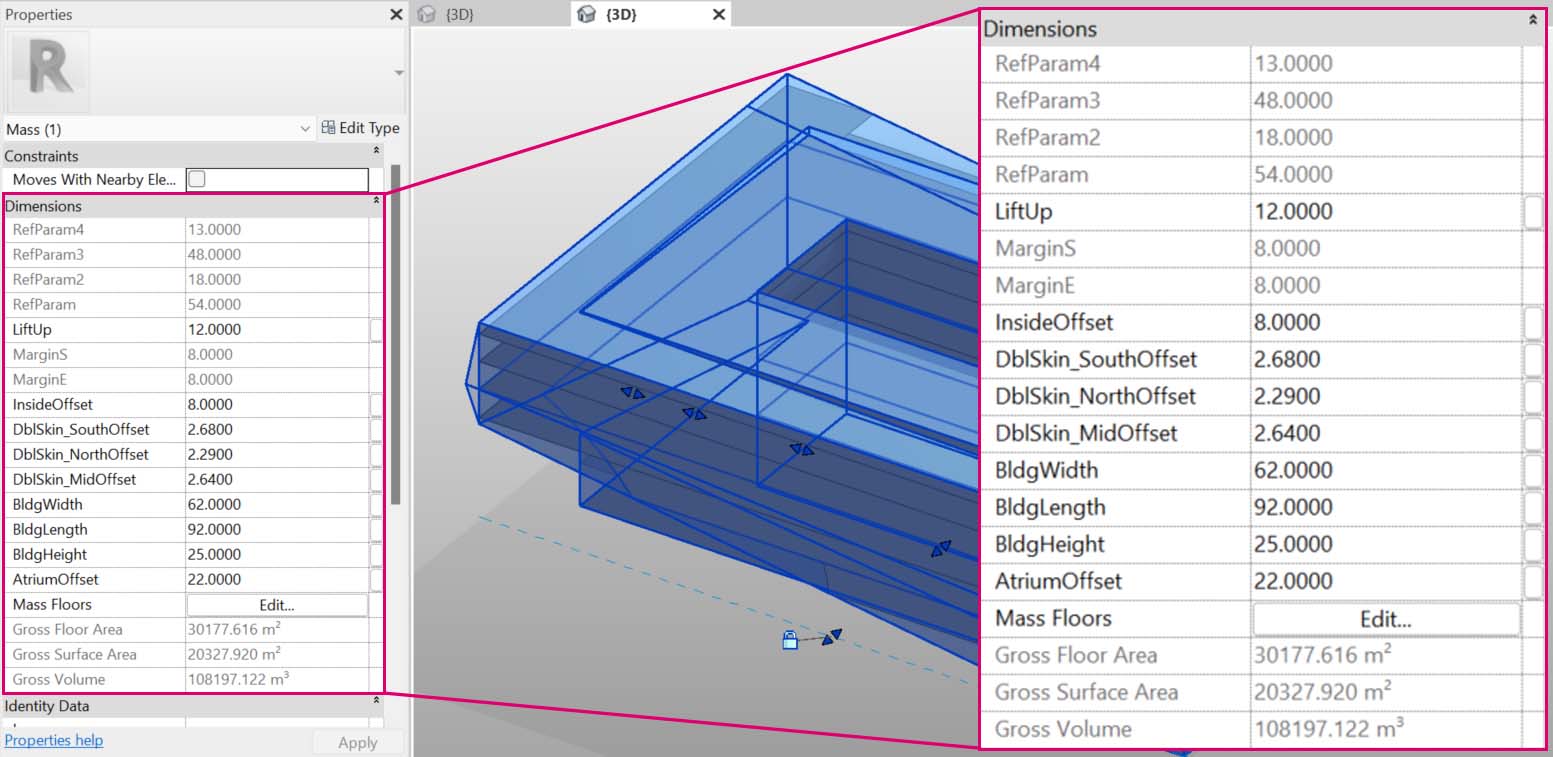 Properties
R
Mass (1)
Edit Type
Constraints
Moves With Nearby Ele...
Dimensions
RefParam4 13.0000
RefParam3 48.0000
RefParam2 18.0000
RefParam 54.0000
LiftUp 12.0000
MarginS 8.0000
MarginE 8.0000
InsideOffset 8.0000
DblSkin_SouthOffset 2.6800
DblSkin_NorthOffset 2.2900
DblSkin_MidOffset 2.6400
BldgWidth 62.0000
BldgLength 92.0000
BldgHeight 25.0000
AtriumOffset 22.0000
Mass Floors Edit...
Gross Floor Area 30177.616 m²
Gross Surface Area 20327.920 m²
Gross Volume 108197.122 m³
Identity Data
Properties help
Apply
{3D}
{3D}
Dimensions
RefParam4 13.0000
RefParam3 48.0000
RefParam2 18.0000
RefParam 54.0000
LiftUp 12.0000
MarginS 8.0000
MarginE 8.0000
InsideOffset 8.0000
DblSkin_SouthOffset 2.6800
DblSkin_NorthOffset 2.2900
DblSkin_MidOffset 2.6400
BldgWidth 62.0000
BldgLength 92.0000
BldgHeight 25.0000
AtriumOffset 22.0000
Mass Floors Edit...
Gross Floor Area 30177.616 m²
Gross Surface Area 20327.920 m²
Gross Volume 108197.122 m³